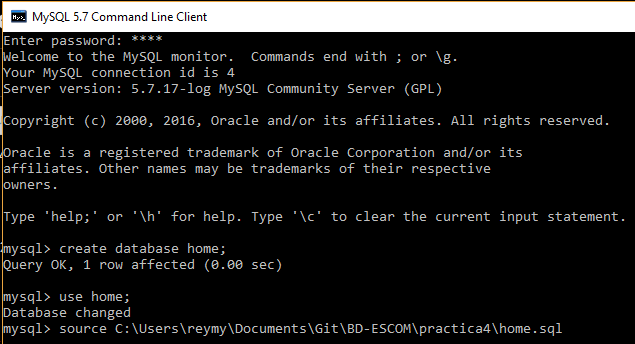 MySQL 5.7 Command Line Client
Enter password: ****
Welcome to the MySQL monitor.  Commands end with ; or \g.
Your MySQL connection id is 4
Server version: 5.7.17-log MySQL Community Server (GPL)
Copyright (c) 2000, 2016, Oracle and/or its affiliates. All rights reserved.
Oracle is a registered trademark of Oracle Corporation and/or its
affiliates. Other names may be trademarks of their respective
owners.
Type 'help;' or '\h' for help. Type '\c' to clear the current input statement.
mysql> create database home;
Query OK, 1 row affected (0.00 sec)
mysql> use home;
Database changed
mysql> source C:\Users\reymy\Documents\Git\BD-ESCOM\practica4\home.sql